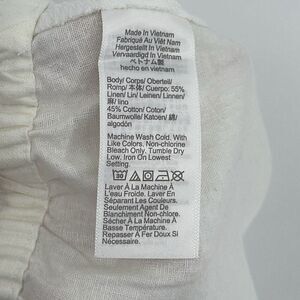 Made In Vietnam
Fabriqué Au Viêt Nam
Hergestellt In Vietnam
Vervaardigd In Vietnam
ベトナム製
hecho en vietnam
Body/ Corps/ Oberteil/
Romp/ 本体/ Cuerpo: 55%
Linen/ Lin/ Leinen/ Linnen/
麻/ lino
45% Cotton/ Coton/
Baumwolle/ Katoen/ 綿/
algodón
Machine Wash Cold, With
Like Colors. Non-chlorine
Bleach Only. Tumble Dry
Low. Iron On Lowest
Setting.
Laver À La Machine À
L'eau Froide. Laver En
Séparant Les Couleurs.
Seulement Agent De
Blanchiment Non-chlore.
Sécher À La Machine À
Basse Température.
Repasser À Fer Doux Si
Nécessaire.